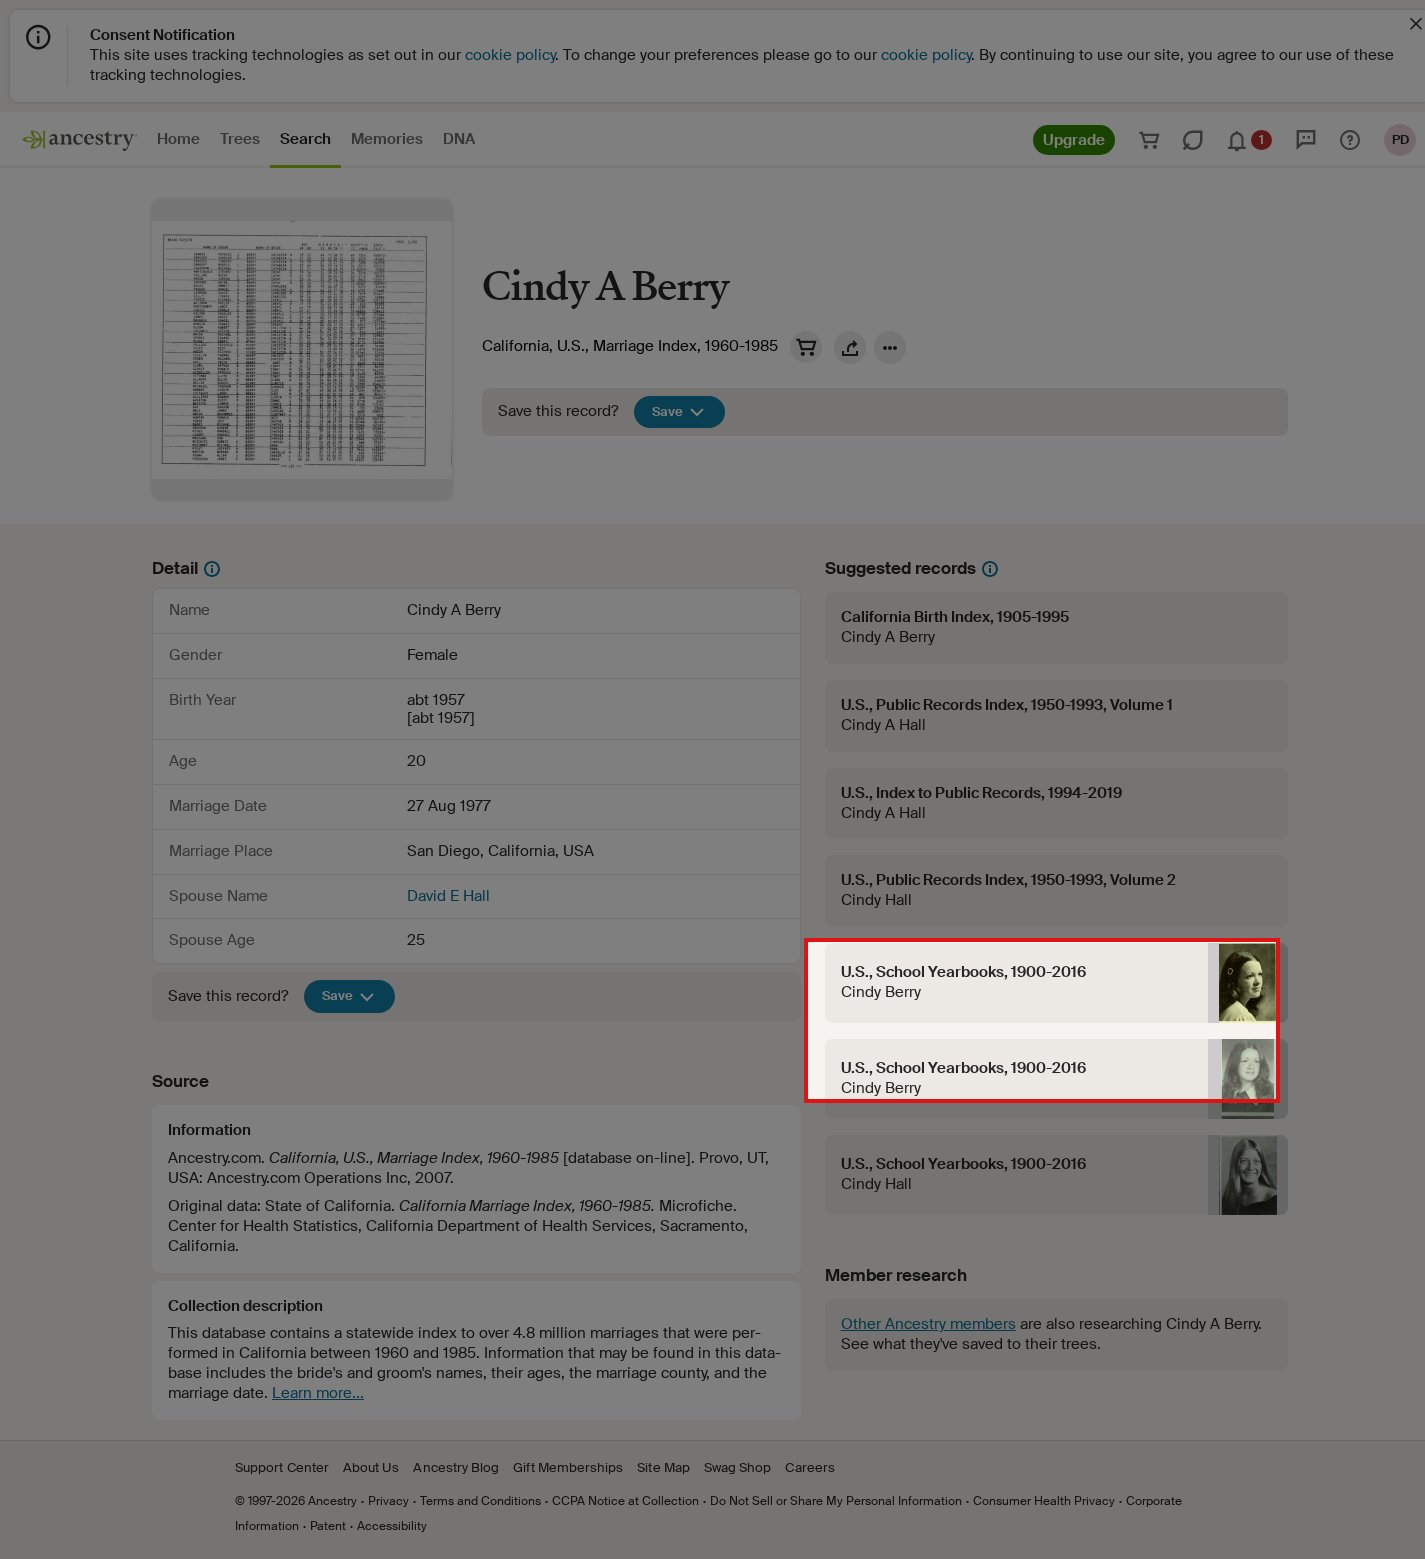 Consent Notification
This site uses tracking technologies as set out in our cookie policy. To change your preferences please go to our cookie policy. By continuing to use our site, you agree to our use of these
tracking technologies.
ancestry
Home
Trees
Search
Memories
DNA
Upgrade
1
PD
Cindy A Berry
California, U.S., Marriage Index, 1960-1985
Save this record?
Save
Detail
Name
Cindy A Berry
Gender
Female
Birth Year
abt 1957
[abt 1957]
Age
20
Marriage Date
27 Aug 1977
Marriage Place
San Diego, California, USA
Spouse Name
David E Hall
Spouse Age
25
Save this record?
Save
Source
Information
Ancestry.com. California, U.S., Marriage Index, 1960-1985 [database on-line]. Provo, UT,
USA: Ancestry.com Operations Inc, 2007.
Original data: State of California. California Marriage Index, 1960-1985. Microfiche.
Center for Health Statistics, California Department of Health Services, Sacramento,
California.
Collection description
This database contains a statewide index to over 4.8 million marriages that were per-
formed in California between 1960 and 1985. Information that may be found in this data-
base includes the bride's and groom's names, their ages, the marriage county, and the
marriage date. Learn more...
Suggested records
California Birth Index, 1905-1995
Cindy A Berry
U.S., Public Records Index, 1950-1993, Volume 1
Cindy A Hall
U.S., Index to Public Records, 1994-2019
Cindy A Hall
U.S., Public Records Index, 1950-1993, Volume 2
Cindy Hall
U.S., School Yearbooks, 1900-2016
Cindy Berry
U.S., School Yearbooks, 1900-2016
Cindy Berry
U.S., School Yearbooks, 1900-2016
Cindy Hall
Member research
Other Ancestry members are also researching Cindy A Berry.
See what they've saved to their trees.
Support Center
About Us
Ancestry Blog
Gift Memberships
Site Map
Swag Shop
Careers
© 1997-2026 Ancestry · Privacy · Terms and Conditions · CCPA Notice at Collection · Do Not Sell or Share My Personal Information · Consumer Health Privacy · Corporate
Information · Patent · Accessibility